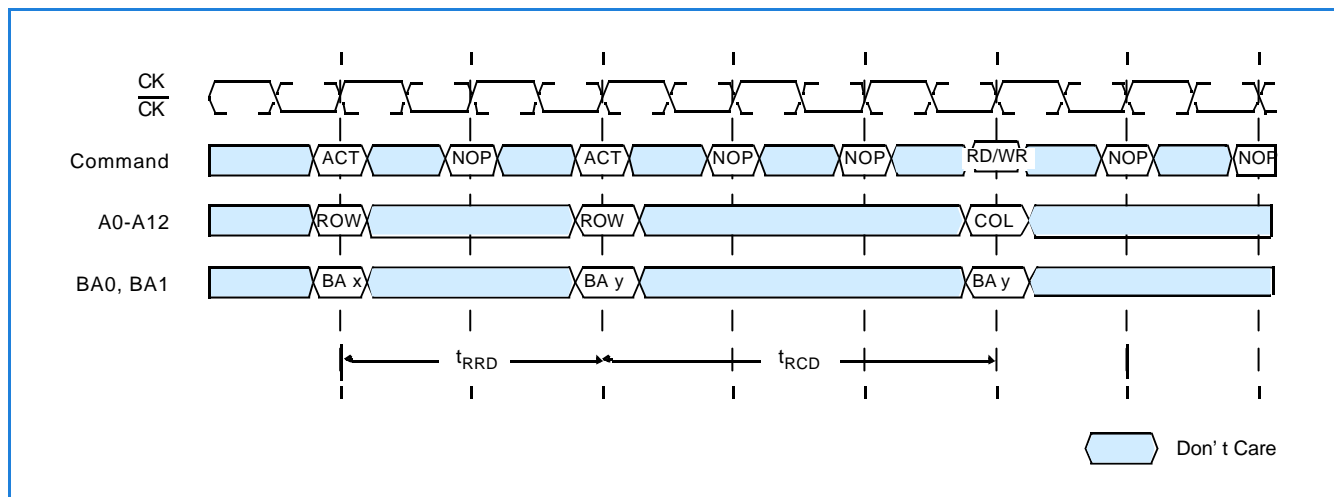 CK
CK
Command ACT NOP ACT NOP NOP RD/WR NOP NOP
A0-A12 ROW ROW COL
BA0, BA1 BA x BA y BA y
tRRD tRCD
Don' t Care